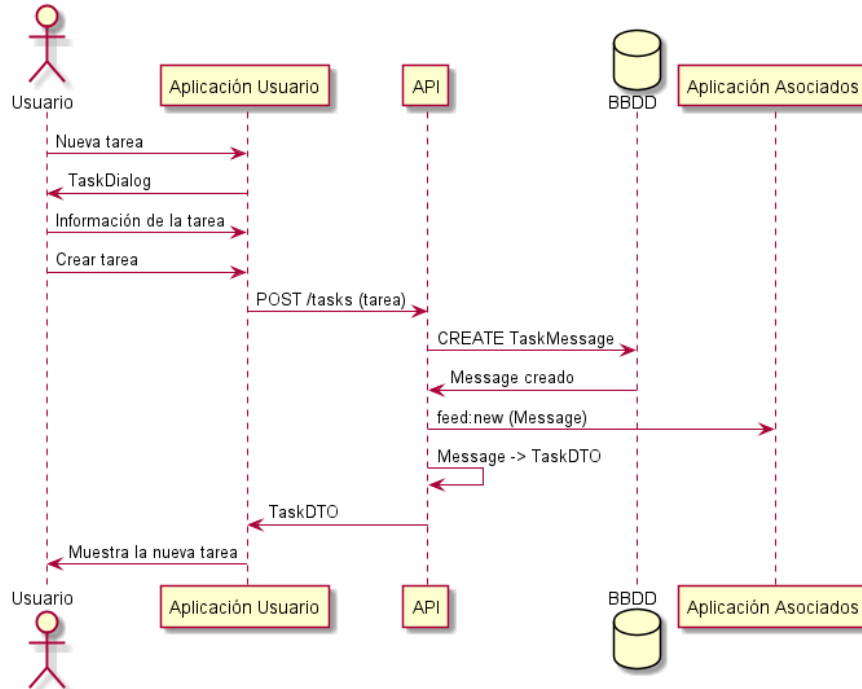 Usuario
Aplicación Usuario
API
BBDD
Aplicación Asociados
Nueva tarea
TaskDialog
Información de la tarea
Crear tarea
POST /tasks (tarea)
CREATE TaskMessage
Message creado
feed:new (Message)
Message -> TaskDTO
TaskDTO
Muestra la nueva tarea
Usuario
Aplicación Usuario
API
BBDD
Aplicación Asociados